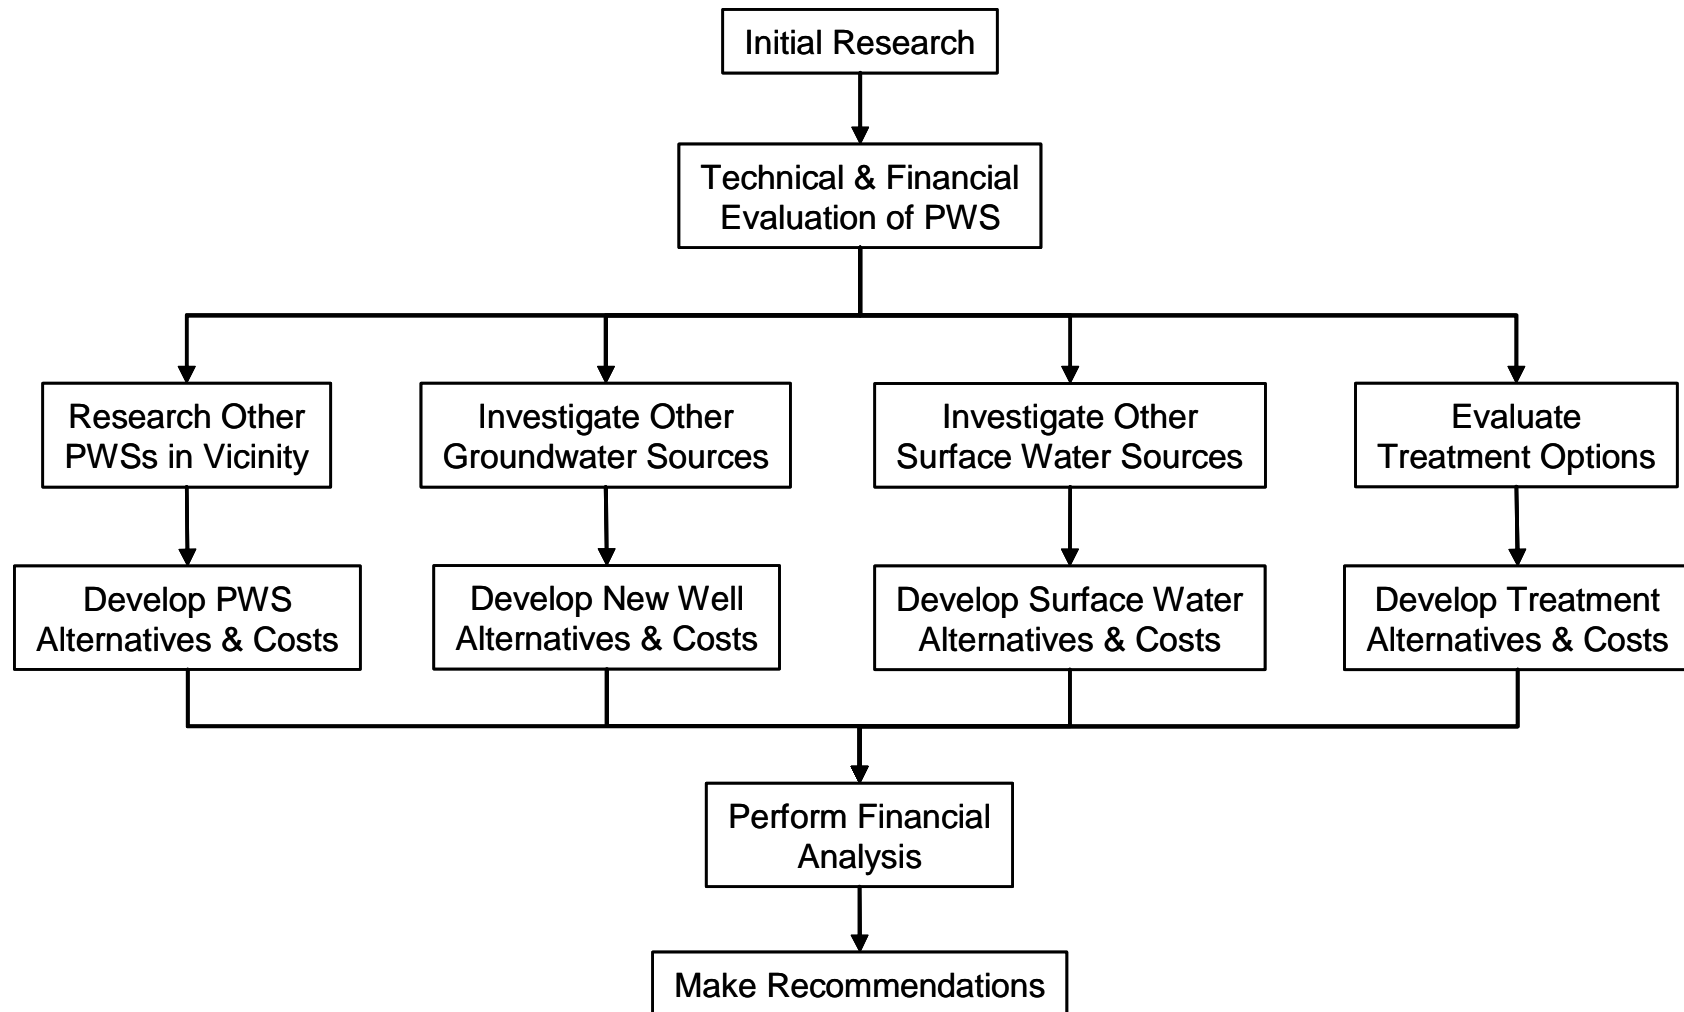 Initial Research
Technical & Financial
Evaluation of PWS
Research Other
PWSs in Vicinity
Investigate Other
Groundwater Sources
Investigate Other
Surface Water Sources
Evaluate
Treatment Options
Develop PWS
Alternatives & Costs
Develop New Well
Alternatives & Costs
Develop Surface Water
Alternatives & Costs
Develop Treatment
Alternatives & Costs
Perform Financial
Analysis
Make Recommendations